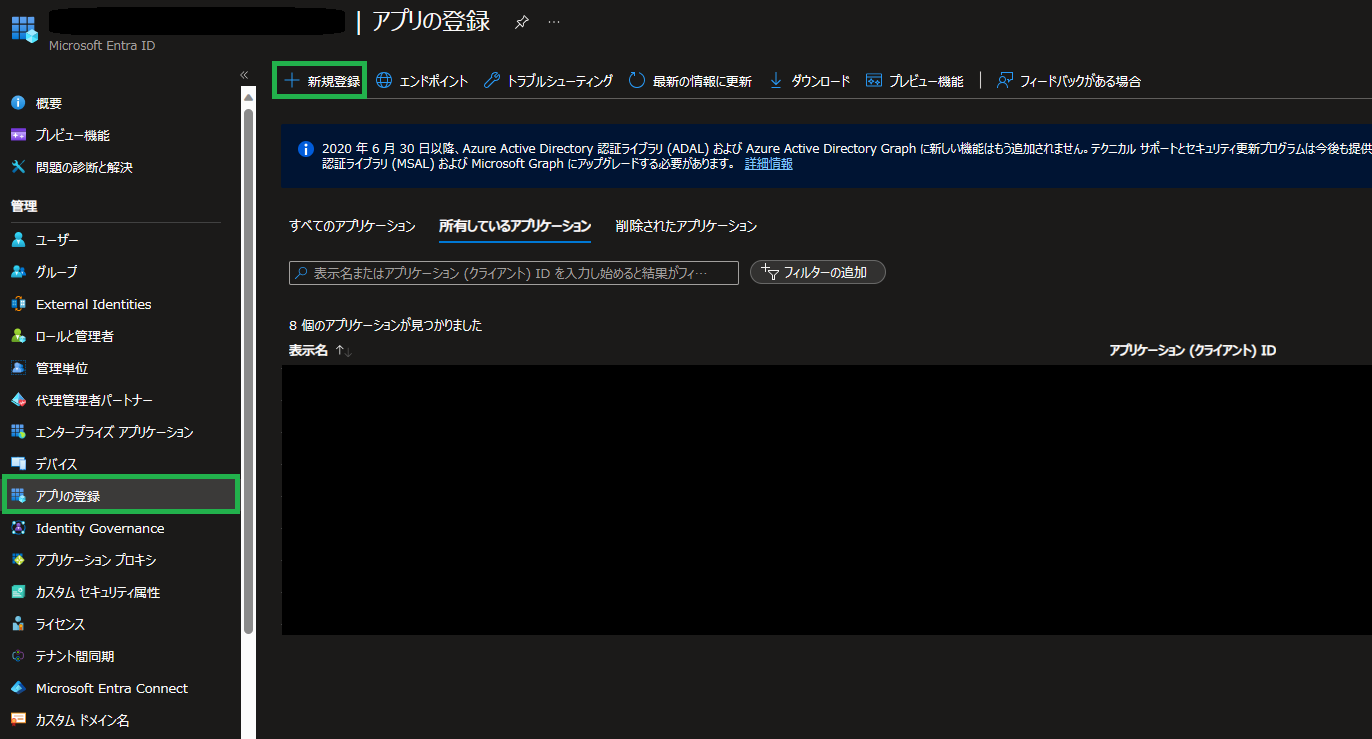 | アプリの登録
Microsoft Entra ID
概要
プレビュー機能
問題の診断と解決
管理
ユーザー
グループ
External Identities
ロールと管理者
管理単位
代理管理者パートナー
エンタープライズ アプリケーション
デバイス
アプリの登録
Identity Governance
アプリケーション プロキシ
カスタム セキュリティ属性
ライセンス
テナント間同期
Microsoft Entra Connect
カスタム ドメイン名
新規登録 エンドポイント トラブルシューティング 最新の情報に更新 ダウンロード プレビュー機能 | フィードバックがある場合
2020 年 6 月 30 日以降、Azure Active Directory 認証ライブラリ (ADAL) および Azure Active Directory Graph に新しい機能はもう追加されません。テクニカル サポートとセキュリティ更新プログラムは今後も提供
認証ライブラリ (MSAL) および Microsoft Graph にアップグレードする必要があります。 詳細情報
すべてのアプリケーション 所有しているアプリケーション 削除されたアプリケーション
表示名またはアプリケーション (クライアント) ID を入力し始めると結果がフィ… フィルターの追加
8 個のアプリケーションが見つかりました
表示名 ↑↓ アプリケーション (クライアント) ID